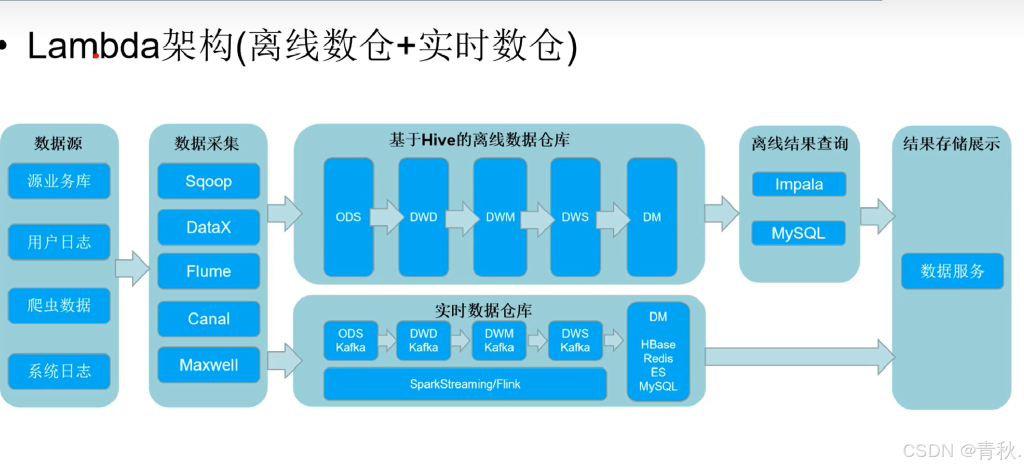 • Lambda架构(离线数仓+实时数仓)
数据源
源业务库
用户日志
爬虫数据
系统日志
数据采集
Sqoop
DataX
Flume
Canal
Maxwell
基于Hive的离线数据仓库
ODS
DWD
DWM
DWS
DM
实时数据仓库
ODS
Kafka
DWD
Kafka
DWM
Kafka
DWS
Kafka
SparkStreaming/Flink
DM
HBase
Redis
ES
MySQL
离线结果查询
Impala
MySQL
结果存储展示
数据服务
CSDN @青秋.